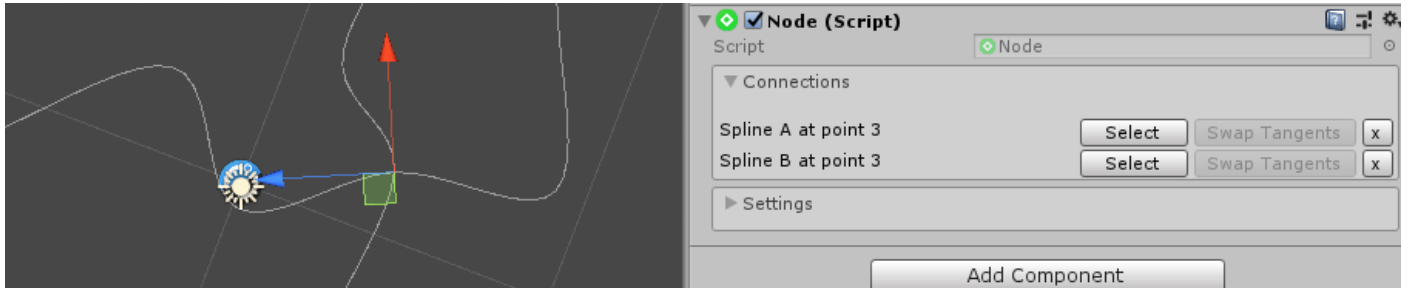 Node (Script)
Script Node
Connections
Spline A at point 3 Select Swap Tangents x
Spline B at point 3 Select Swap Tangents x
Settings
Add Component